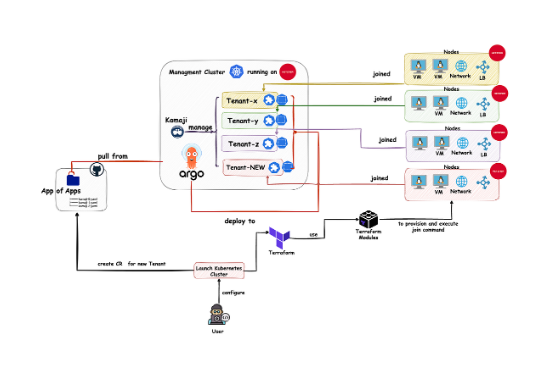 Managment Cluster running on
Kamaji
manage
Tenant-x
Tenant-y
Tenant-z
Tenant-NEW
argo
pull from
App of Apps
deploy to
joined
joined
joined
joined
Nodes
VM VM Network LB
Nodes
VM VM Network LB
Nodes
VM VM Network LB
Nodes
VM VM Network LB
create CR for new Tenant
Launch Kubernetes
Cluster
configure
User
Terraform
use
Terraform
Modules
to provision and execute
join command